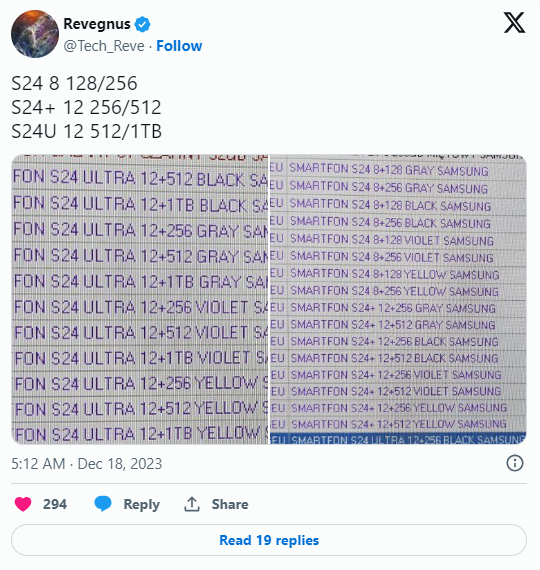 Revegnus
@Tech_Reve · Follow
S24 8 128/256
S24+ 12 256/512
S24U 12 512/1TB
FON S24 ULTRA 12+512 BLACK SA
FON S24 ULTRA 12+1TB BLACK SA
FON S24 ULTRA 12+256 GRAY SAM
FON S24 ULTRA 12+512 GRAY SA
FON S24 ULTRA 12+1TB GRAY SA
FON S24 ULTRA 12+256 VIOLET SA
FON S24 ULTRA 12+512 VIOLET SA
FON S24 ULTRA 12+1TB VIOLET SA
FON S24 ULTRA 12+256 YELLOW S
FON S24 ULTRA 12+512 YELLOW S
FON S24 ULTRA 12+1TB YELLOW S
EU SMARTFON S24 8+128 GRAY SAMSUNG
EU SMARTFON S24 8+256 GRAY SAMSUNG
EU SMARTFON S24 8+128 BLACK SAMSUNG
EU SMARTFON S24 8+256 BLACK SAMSUNG
EU SMARTFON S24 8+128 VIOLET SAMSUNG
EU SMARTFON S24 8+256 VIOLET SAMSUNG
EU SMARTFON S24 8+128 YELLOW SAMSUNG
EU SMARTFON S24 8+256 YELLOW SAMSUNG
EU SMARTFON S24+ 12+256 GRAY SAMSUNG
EU SMARTFON S24+ 12+512 GRAY SAMSUNG
EU SMARTFON S24+ 12+256 BLACK SAMSUNG
EU SMARTFON S24+ 12+512 BLACK SAMSUNG
EU SMARTFON S24+ 12+256 VIOLET SAMSUNG
EU SMARTFON S24+ 12+512 VIOLET SAMSUNG
EU SMARTFON S24+ 12+256 YELLOW SAMSUNG
EU SMARTFON S24+ 12+512 YELLOW SAMSUNG
EU SMARTFON S24 ULTRA 12+256 BLACK SAMSUNG
5:12 AM · Dec 18, 2023
294 Reply Share
Read 19 replies